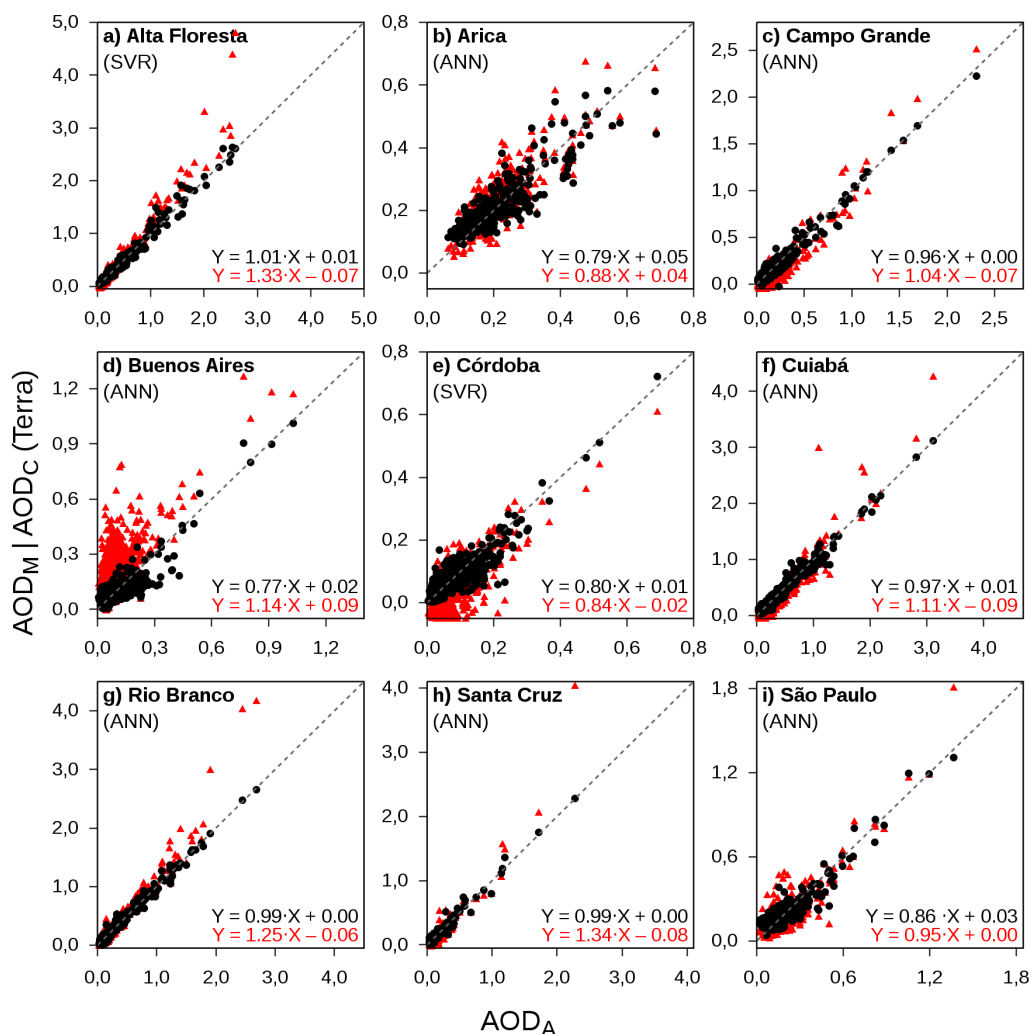 a) Alta Floresta
(SVR)
5,0
4,0
3,0
2,0
1,0
0,0
Y = 1.01·X + 0.01
Y = 1.33·X – 0.07
0,0 1,0 2,0 3,0 4,0 5,0
b) Arica
(ANN)
0,8
0,6
0,4
0,2
0,0
Y = 0.79·X + 0.05
Y = 0.88·X + 0.04
0,0 0,2 0,4 0,6 0,8
c) Campo Grande
(ANN)
2,5
2,0
1,5
1,0
0,5
0,0
Y = 0.96·X + 0.00
Y = 1.04·X – 0.07
0,0 0,5 1,0 1,5 2,0 2,5
AOD_M | AOD_C (Terra)
d) Buenos Aires
(ANN)
1,2
0,9
0,6
0,3
0,0
Y = 0.77·X + 0.02
Y = 1.14·X + 0.09
0,0 0,3 0,6 0,9 1,2
e) Córdoba
(SVR)
0,8
0,6
0,4
0,2
0,0
Y = 0.80·X + 0.01
Y = 0.84·X – 0.02
0,0 0,2 0,4 0,6 0,8
f) Cuiabá
(ANN)
4,0
3,0
2,0
1,0
0,0
Y = 0.97·X + 0.01
Y = 1.11·X – 0.09
0,0 1,0 2,0 3,0 4,0
g) Rio Branco
(ANN)
4,0
3,0
2,0
1,0
0,0
Y = 0.99·X + 0.00
Y = 1.25·X – 0.06
0,0 1,0 2,0 3,0 4,0
h) Santa Cruz
(ANN)
4,0
3,0
2,0
1,0
0,0
Y = 0.99·X + 0.00
Y = 1.34·X – 0.08
0,0 1,0 2,0 3,0 4,0
i) São Paulo
(ANN)
1,8
1,2
0,6
0,0
Y = 0.86 ·X + 0.03
Y = 0.95·X + 0.00
0,0 0,6 1,2 1,8
AOD_A